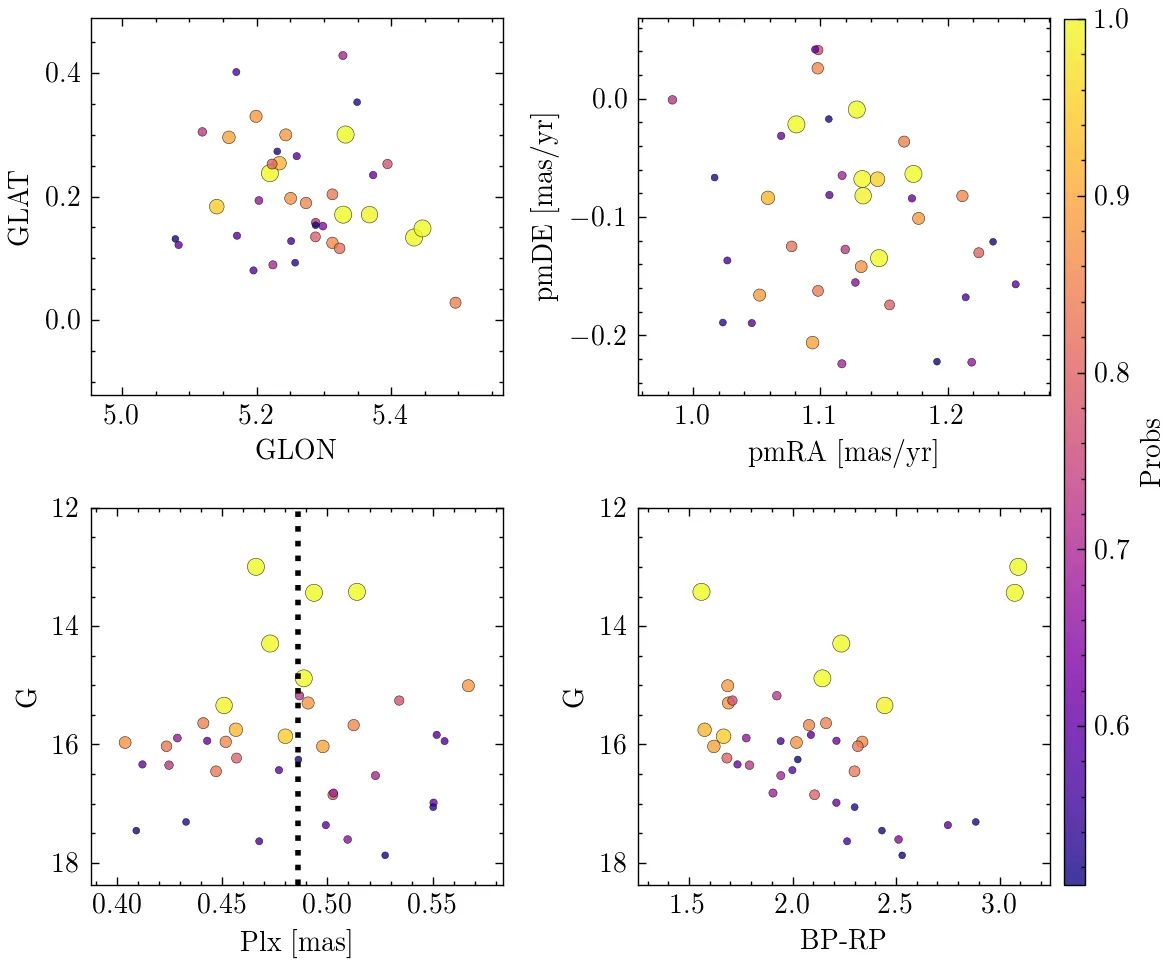 0.4
0.2
0.0
GLAT
5.0 5.2 5.4
GLON
0.0
−0.1
−0.2
pmDE [mas/yr]
1.0 1.1 1.2
pmRA [mas/yr]
12
14
16
18
G
0.40 0.45 0.50 0.55
Plx [mas]
12
14
16
18
G
1.5 2.0 2.5 3.0
BP-RP
1.0
0.9
0.8
0.7
0.6
Probs